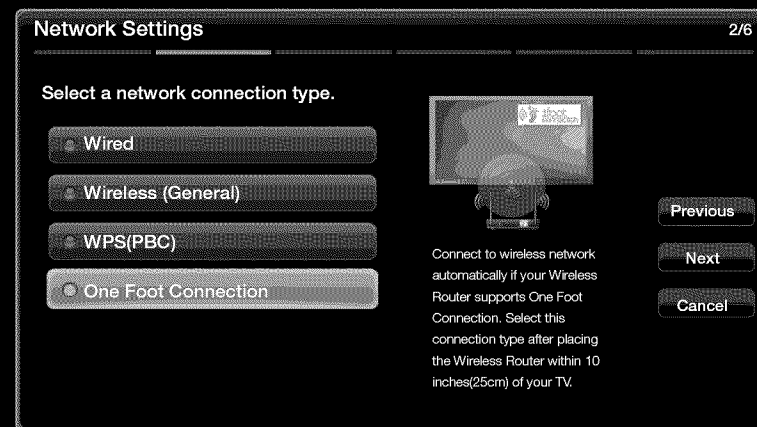 Network Settings
2/6
Select a network connection type.
Wired
Wireless (General)
WPS(PBC)
One Foot Connection
Connect to wireless network
automatically if your Wireless
Router supports One Foot
Connection. Select this
connection type after placing
the Wireless Router within 10
inches(25cm) of your TV.
Previous
Next
Cancel